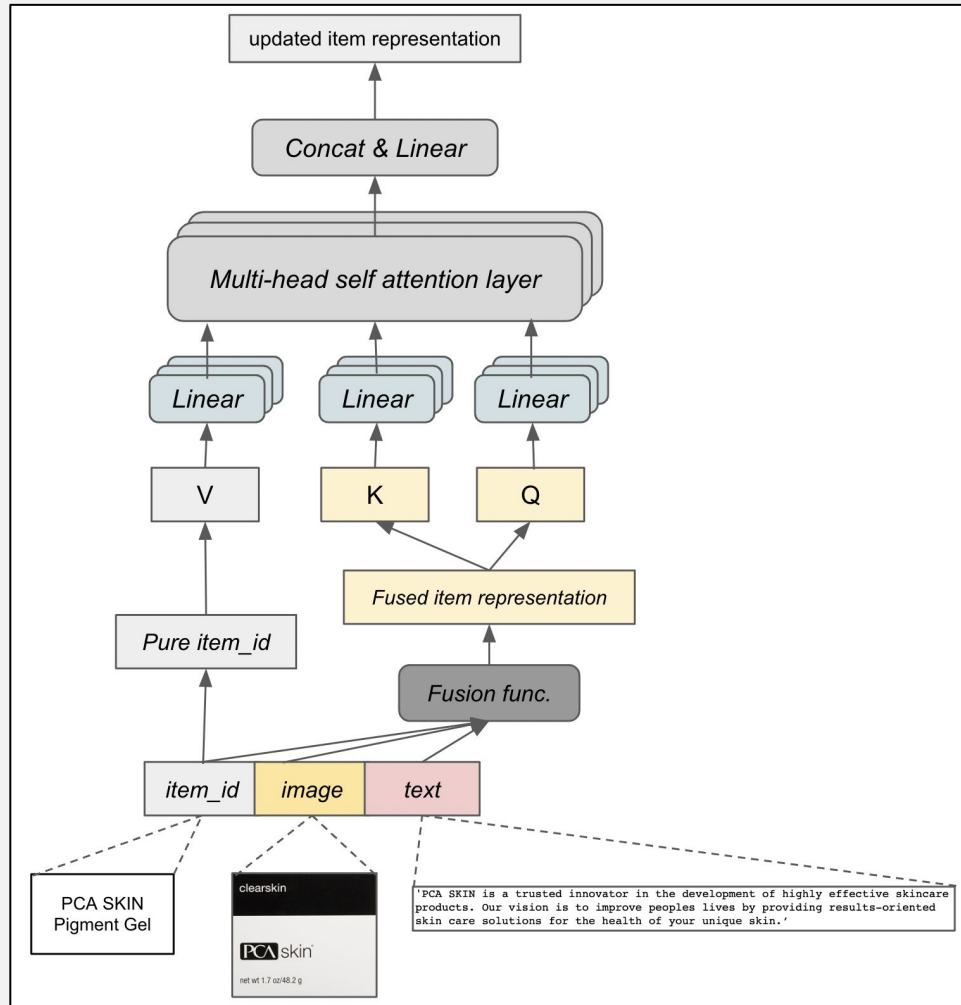 updated item representation
Concat & Linear
Multi-head self attention layer
Linear
Linear
Linear
V
K
Q
Fused item representation
Pure item_id
Fusion func.
item_id
image
text
PCA SKIN
Pigment Gel
clearskin
PCA skin
net wt 1.7 oz/48.2 g
'PCA SKIN is a trusted innovator in the development of highly effective skincare
products. Our vision is to improve peoples lives by providing results-oriented
skin care solutions for the health of your unique skin.’